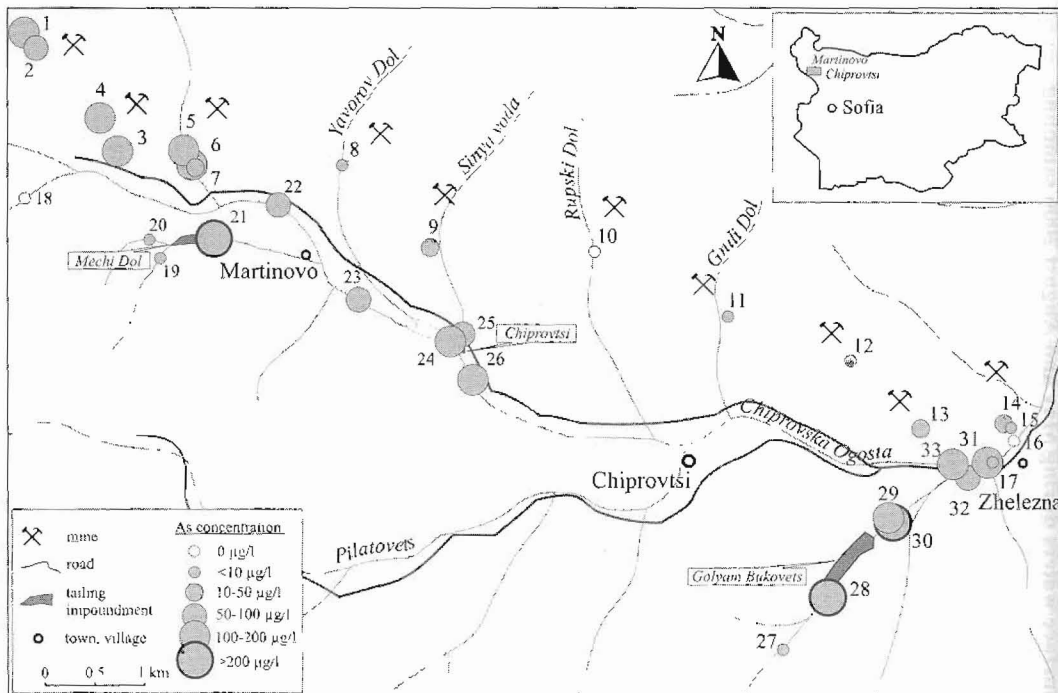 1
2
4
3
5
6
7
18
20
21
19
Mechi Dol
22
Martinovo
23
Yavorov Dol
8
Sinya voda
9
25
24
Chiprovtsi
26
Rupski Dol
10
Gnili Dol
11
12
13
14
15
16
N
Martinovo
Chiprovtsi
Sofia
Chiprovska Ogosta
Chiprovtsi
Pilatovets
33
31
17
32
Zhelezna
29
30
Golyam Bukovets
28
27
mine
road
tailing
impoundment
town, village
0 0.5 1 km
As concentration
0 µg/l
<10 µg/l
10-50 µg/l
50-100 µg/l
100-200 µg/l
>200 µg/l